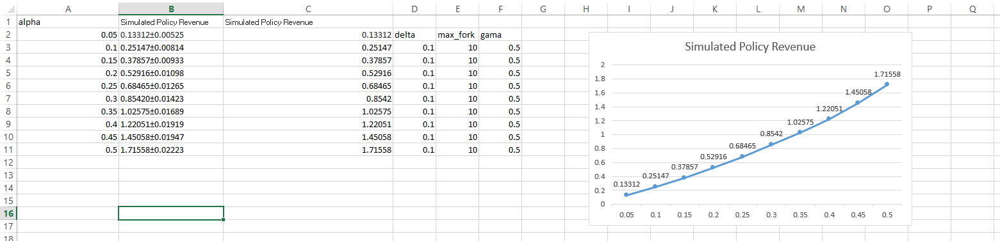 A B C D E F G H I J K L M N O P Q
1 alpha Simulated Policy Revenue Simulated Policy Revenue
2 0.05 0.13312±0.00525 0.13312 delta max_fork gama
3 0.1 0.25147±0.00814 0.25147 0.1 10 0.5
4 0.15 0.37857±0.00933 0.37857 0.1 10 0.5
5 0.2 0.52916±0.01098 0.52916 0.1 10 0.5
6 0.25 0.68465±0.01265 0.68465 0.1 10 0.5
7 0.3 0.85420±0.01423 0.8542 0.1 10 0.5
8 0.35 1.02575±0.01689 1.02575 0.1 10 0.5
9 0.4 1.22051±0.01919 1.22051 0.1 10 0.5
10 0.45 1.45058±0.01947 1.45058 0.1 10 0.5
11 0.5 1.71558±0.02223 1.71558 0.1 10 0.5
12
13
14
15
16
17
18
Simulated Policy Revenue
2
1.8
1.6
1.4
1.2
1
0.8
0.6
0.4
0.2
0
0.13312
0.25147
0.37857
0.52916
0.68465
0.8542
1.02575
1.22051
1.45058
1.71558
0.05 0.1 0.15 0.2 0.25 0.3 0.35 0.4 0.45 0.5